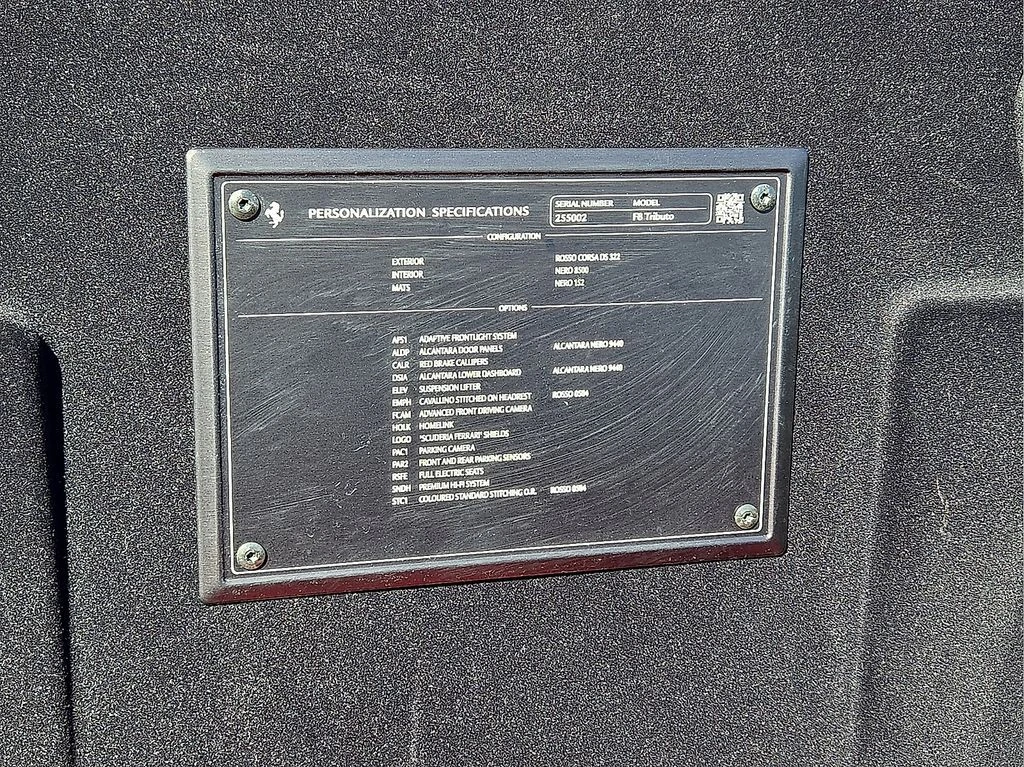 PERSONALIZATION SPECIFICATIONS
SERIAL NUMBER MODEL
255002 F8 Tributo
CONFIGURATION
EXTERIOR ROSSO CORSA DS 322
INTERIOR NERO 8500
MATS NERO 152
OPTIONS
AFS1 ADAPTIVE FRONTLIGHT SYSTEM
ALDP ALCANTARA DOOR PANELS ALCANTARA NERO 9440
CALR RED BRAKE CALLIPERS
DSIA ALCANTARA LOWER DASHBOARD ALCANTARA NERO 9440
ELEV SUSPENSION LIFTER
EMPH CAVALLINO STITCHED ON HEADREST ROSSO 8984
FCAM ADVANCED FRONT DRIVING CAMERA
HOLK HOMELINK
LOGO "SCUDERIA FERRARI" SHIELDS
PAC1 PARKING CAMERA
PAR2 FRONT AND REAR PARKING SENSORS
RSFE FULL ELECTRIC SEATS
SNDH PREMIUM HI-FI SYSTEM
STC1 COLOURED STANDARD STITCHING O.R. ROSSO 8984